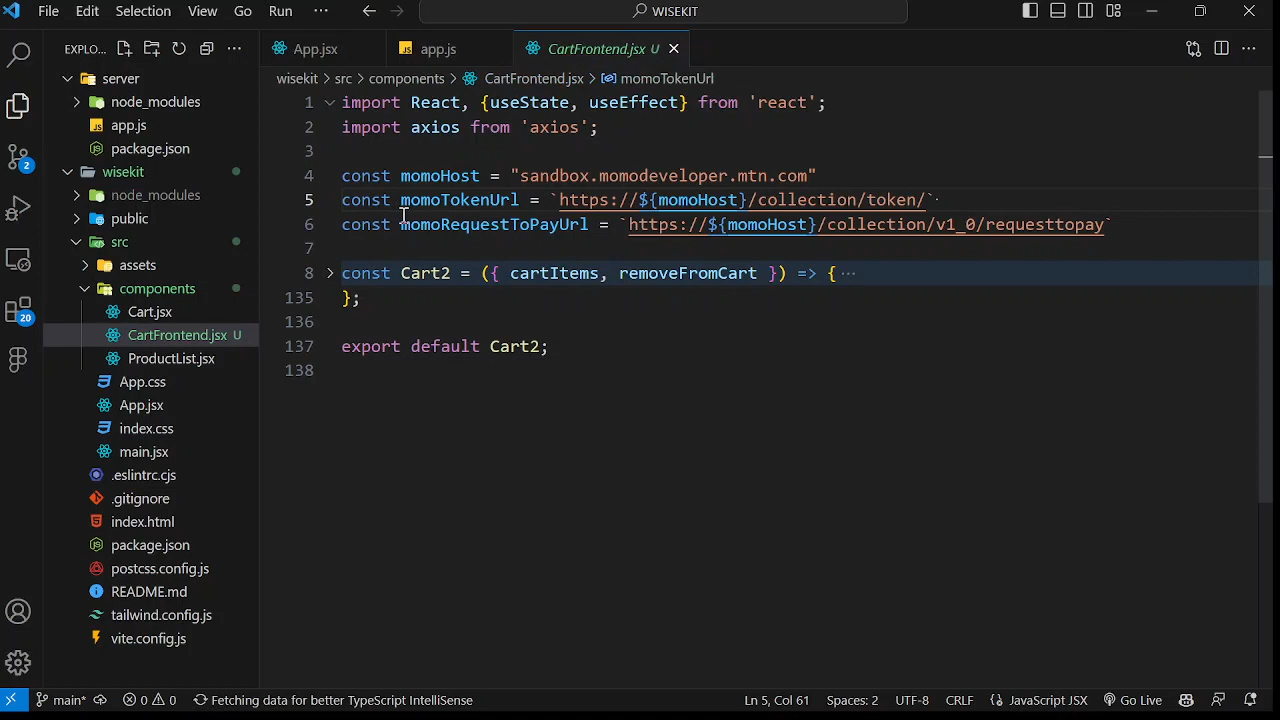 File Edit Selection View Go Run ··· WISEKIT
EXPLO... ···
App.jsx app.js CartFrontend.jsx U ···
wisekit > src > components > CartFrontend.jsx > momoTokenUrl
server
node_modules
app.js
package.json
wisekit
node_modules
public
src
assets
components
Cart.jsx
CartFrontend.jsx U
ProductList.jsx
App.css
App.jsx
index.css
main.jsx
.eslintrc.cjs
.gitignore
index.html
package.json
postcss.config.js
README.md
tailwind.config.js
vite.config.js
2
20
1 import React, {useState, useEffect} from 'react';
2 import axios from 'axios';
3
4 const momoHost = "sandbox.momodeveloper.mtn.com"
5 const momoTokenUrl = `https://${momoHost}/collection/token/`
6 const momoRequestToPayUrl = `https://${momoHost}/collection/v1_0/requesttopay`
7
8 const Cart2 = ({ cartItems, removeFromCart }) => {···
135 };
136
137 export default Cart2;
138
main* 0 0 Fetching data for better TypeScript IntelliSense Ln 5, Col 61 Spaces: 2 UTF-8 CRLF {} JavaScript JSX Go Live